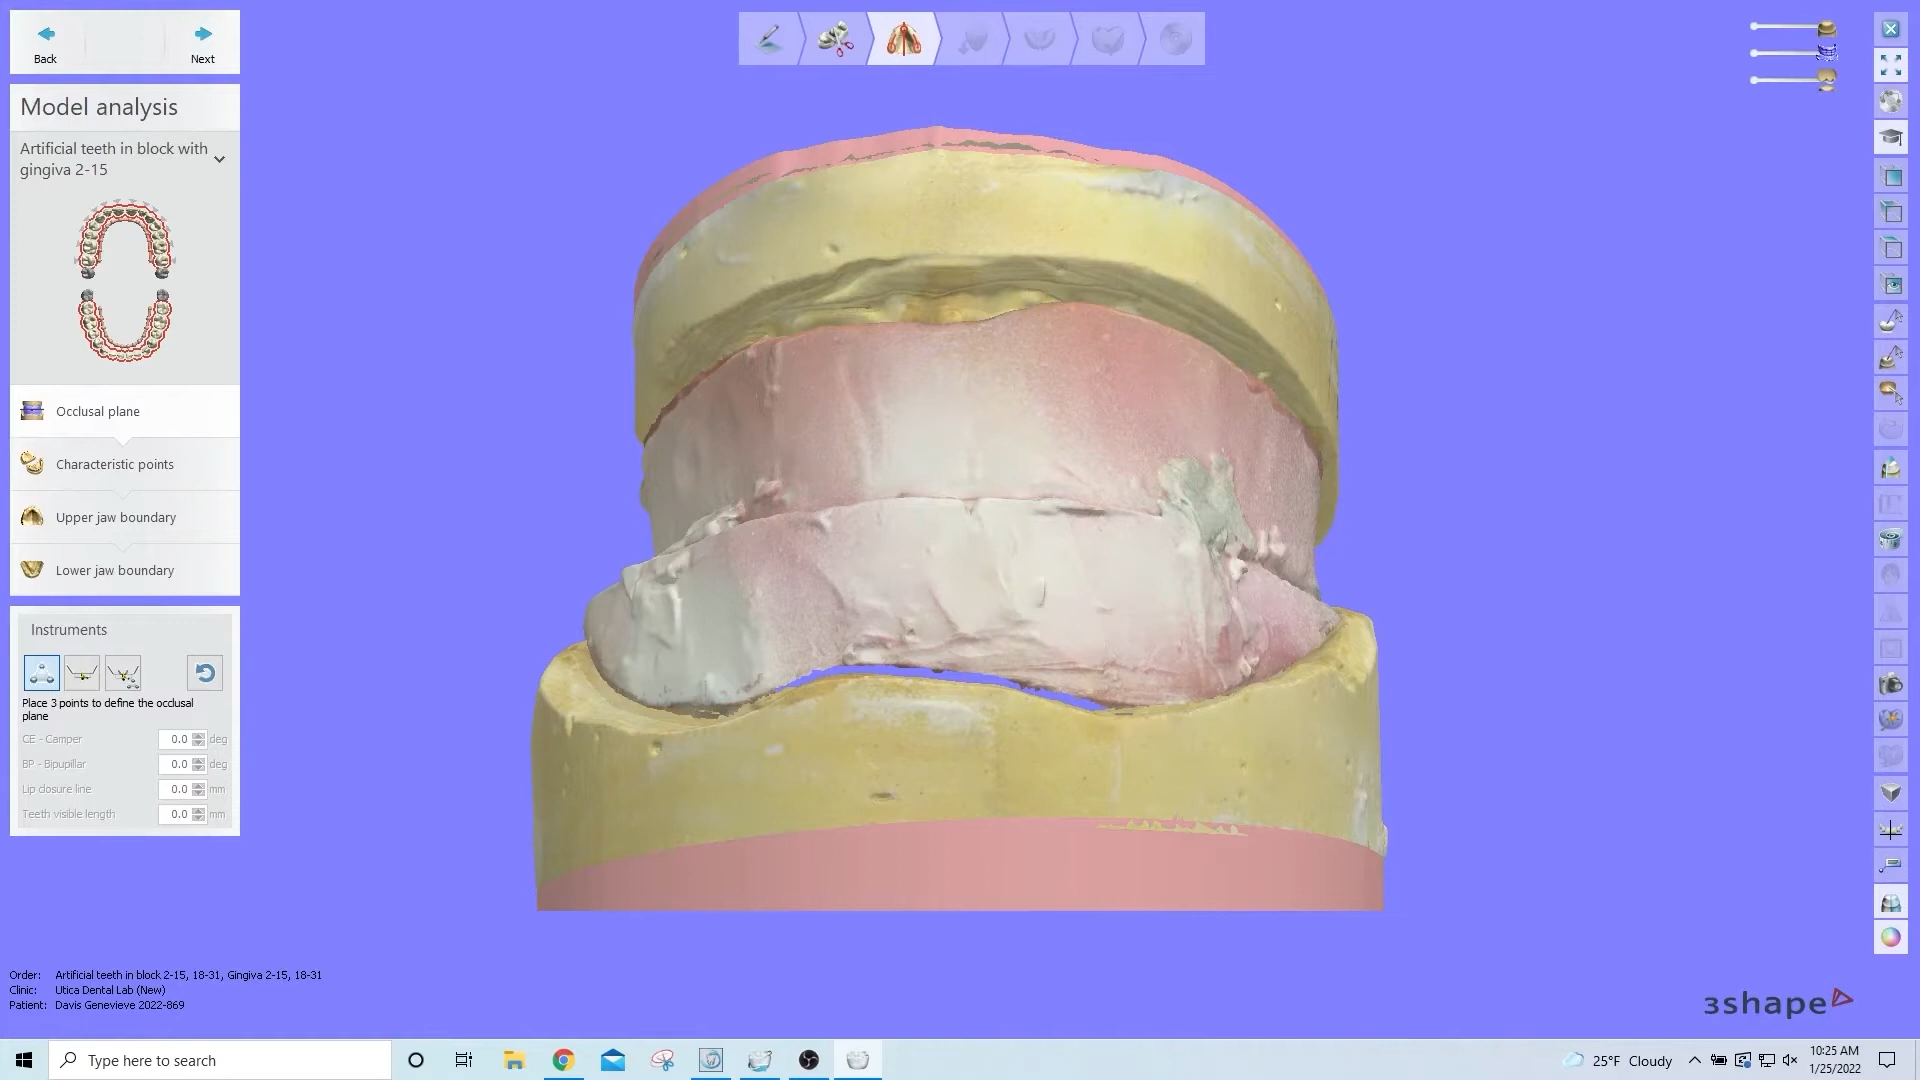 Back
Next
Model analysis
Artificial teeth in block with
gingiva 2-15
Occlusal plane
Characteristic points
Upper jaw boundary
Lower jaw boundary
Instruments
Place 3 points to define the occlusal
plane
CE - Camper 0.0 deg
BP - Bipupillar 0.0 deg
Lip closure line 0.0 mm
Teeth visible length 0.0 mm
Order: Artificial teeth in block 2-15, 18-31, Gingiva 2-15, 18-31
Clinic: Utica Dental Lab (New)
Patient: Davis Genevieve 2022-869
3shape
Type here to search
25°F Cloudy
10:25 AM
1/25/2022